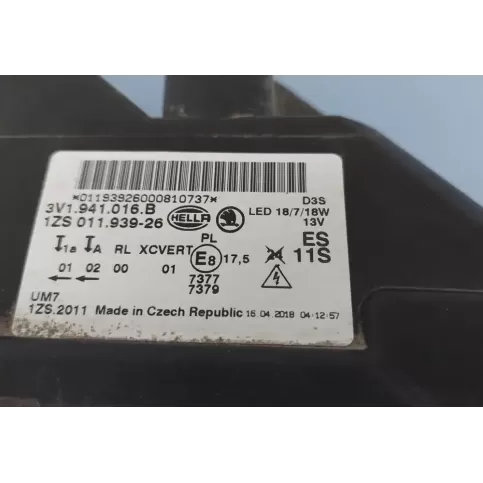 *01193926000810737*
D3S
3V1.941.016.B HELLA LED 18/7/18W
1ZS 011.939-26 13V
PL
1a A RL XCVERT E8 17,5 24 ES
11S
01 02 00 01 7377
7379
UM7
1ZS.2011 Made in Czech Republic 16.04.2018 04:12:57